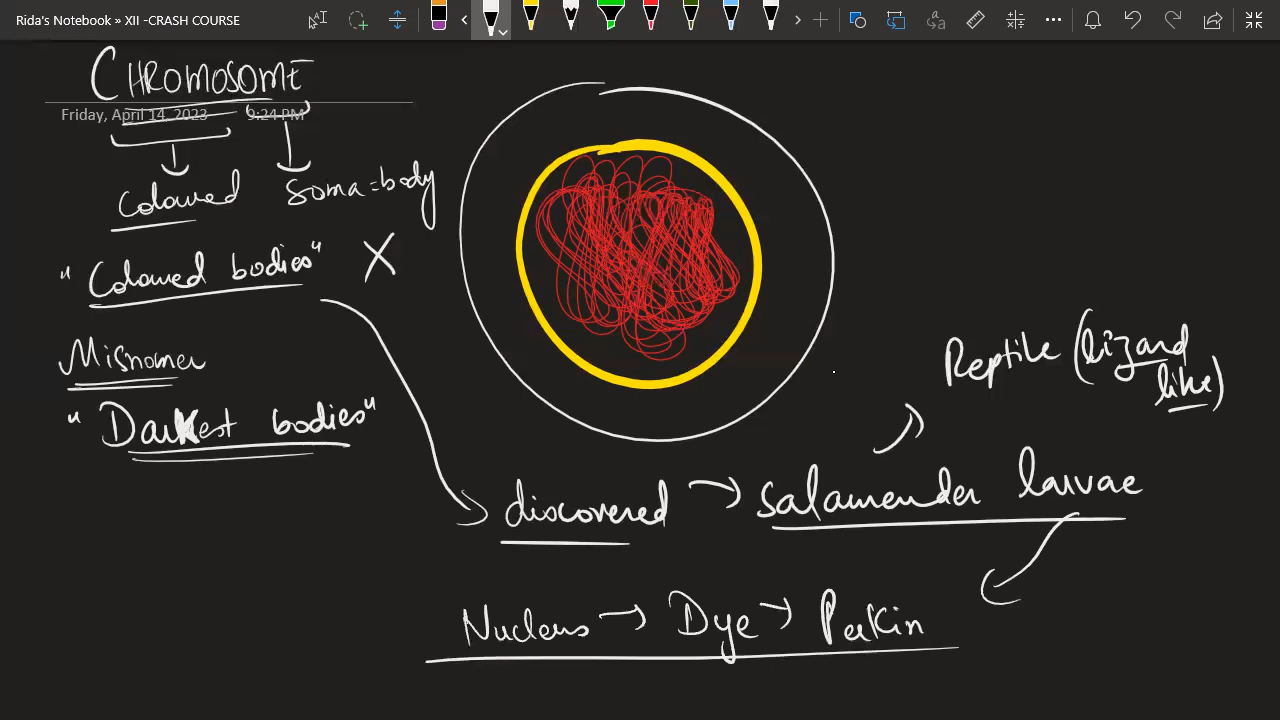 Rida's Notebook » XII -CRASH COURSE
CHROMOSOME
Friday, April 14, 2023 9:24 PM
Coloured
Soma=body
"Coloured bodies" X
Misnomer
"Darkest bodies"
Reptile (lizard
like)
discovered → salamender larvae
Nucleus → Dye → Perkin